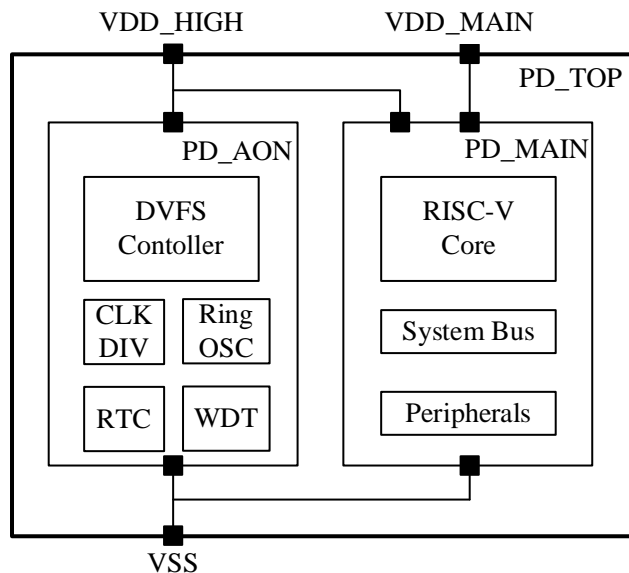 VDD_HIGH
VDD_MAIN
PD_TOP
PD_AON
PD_MAIN
DVFS
Contoller
RISC-V
Core
CLK
DIV
Ring
OSC
System Bus
RTC
WDT
Peripherals
VSS